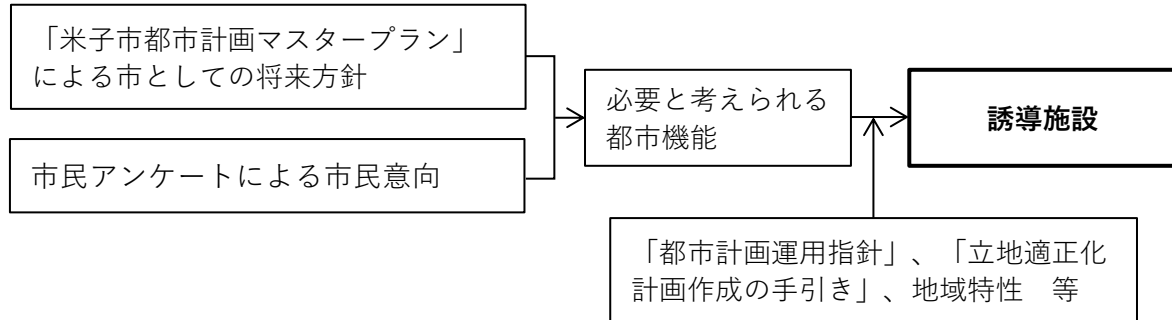 「米子市都市計画マスタープラン」
による市としての将来方針
市民アンケートによる市民意向
必要と考えられる
都市機能
誘導施設
「都市計画運用指針」、「立地適正化
計画作成の手引き」、地域特性　等